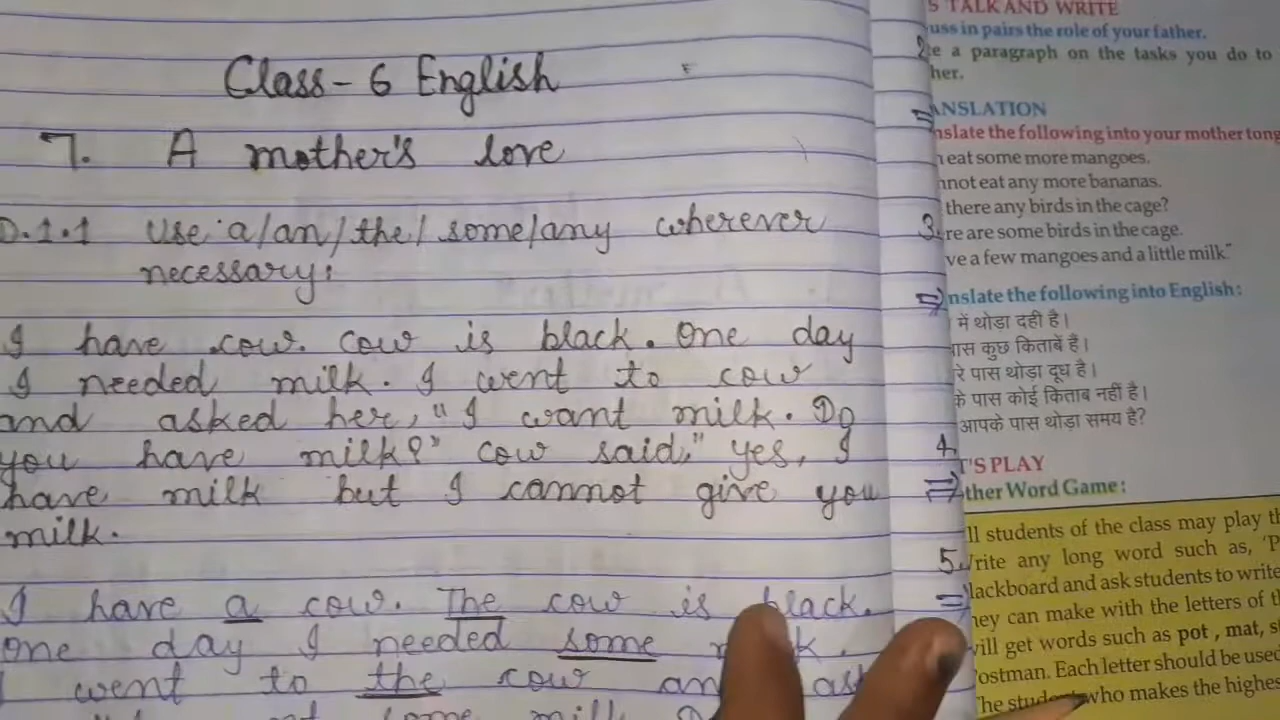 Class - 6 English
7. A mother's love
D.1.1 Use a/an/the/some/any wherever
necessary:
I have cow. Cow is black. One day
I needed milk. I went to cow
and asked her, "I want milk. Do
you have milk?" Cow said, "yes, I
have milk but I cannot give you
milk.
I have a cow. The cow is black.
One day I needed some
I went to the cow
some milk.
S TALK AND WRITE
uss in pairs the role of your father.
2. e a paragraph on the tasks you do to
her.
ANSLATION
nslate the following into your mother tong
eat some more mangoes.
nnot eat any more bananas.
there any birds in the cage?
3. re are some birds in the cage.
ve a few mangoes and a little milk."
nslate the following into English:
में थोड़ा दही है।
ास कुछ किताबें है।
रे पास थोड़ा दूध है।
के पास कोई किताब नहीं है।
आपके पास थोड़ा समय है?
4.
T'S PLAY
ther Word Game:
ll students of the class may play th
5. Write any long word such as, 'P
lackboard and ask students to write
hey can make with the letters of t
vill get words such as pot, mat, s
ostman. Each letter should be used
he student who makes the highes